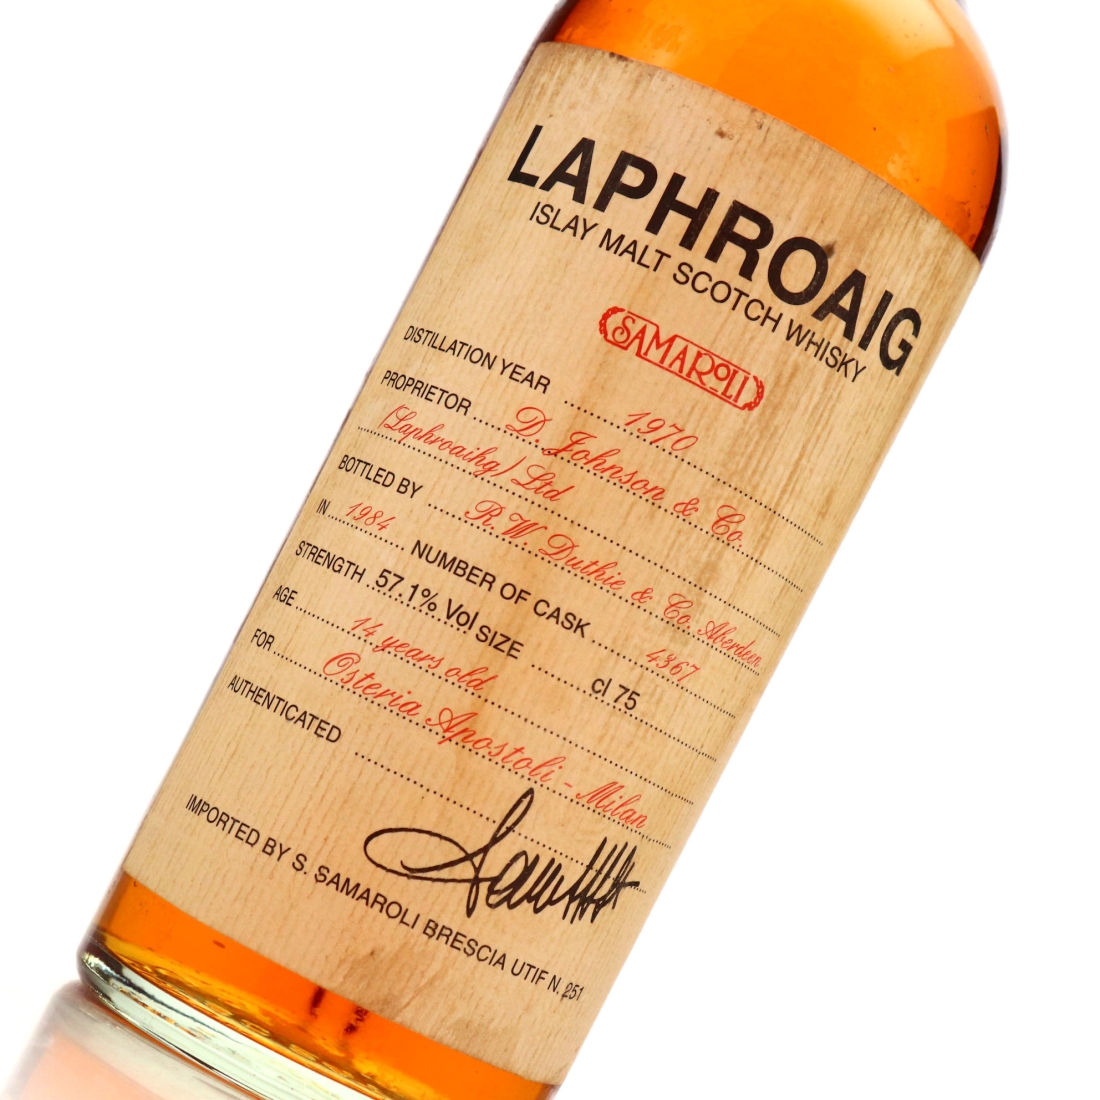 LAPHROAIG
ISLAY MALT SCOTCH WHISKY
SAMAROLI
DISTILLATION YEAR 1970
PROPRIETOR D. Johnson & Co.
(Laphroaihg) Ltd
BOTTLED BY R. W. Duthie & Co. Aberdeen
IN 1984 NUMBER OF CASK 4367
STRENGTH 57.1% Vol SIZE cl 75
AGE 14 years old
FOR Osteria Apostoli - Milan
AUTHENTICATED
IMPORTED BY S. SAMAROLI BRESCIA UTIF N. 251